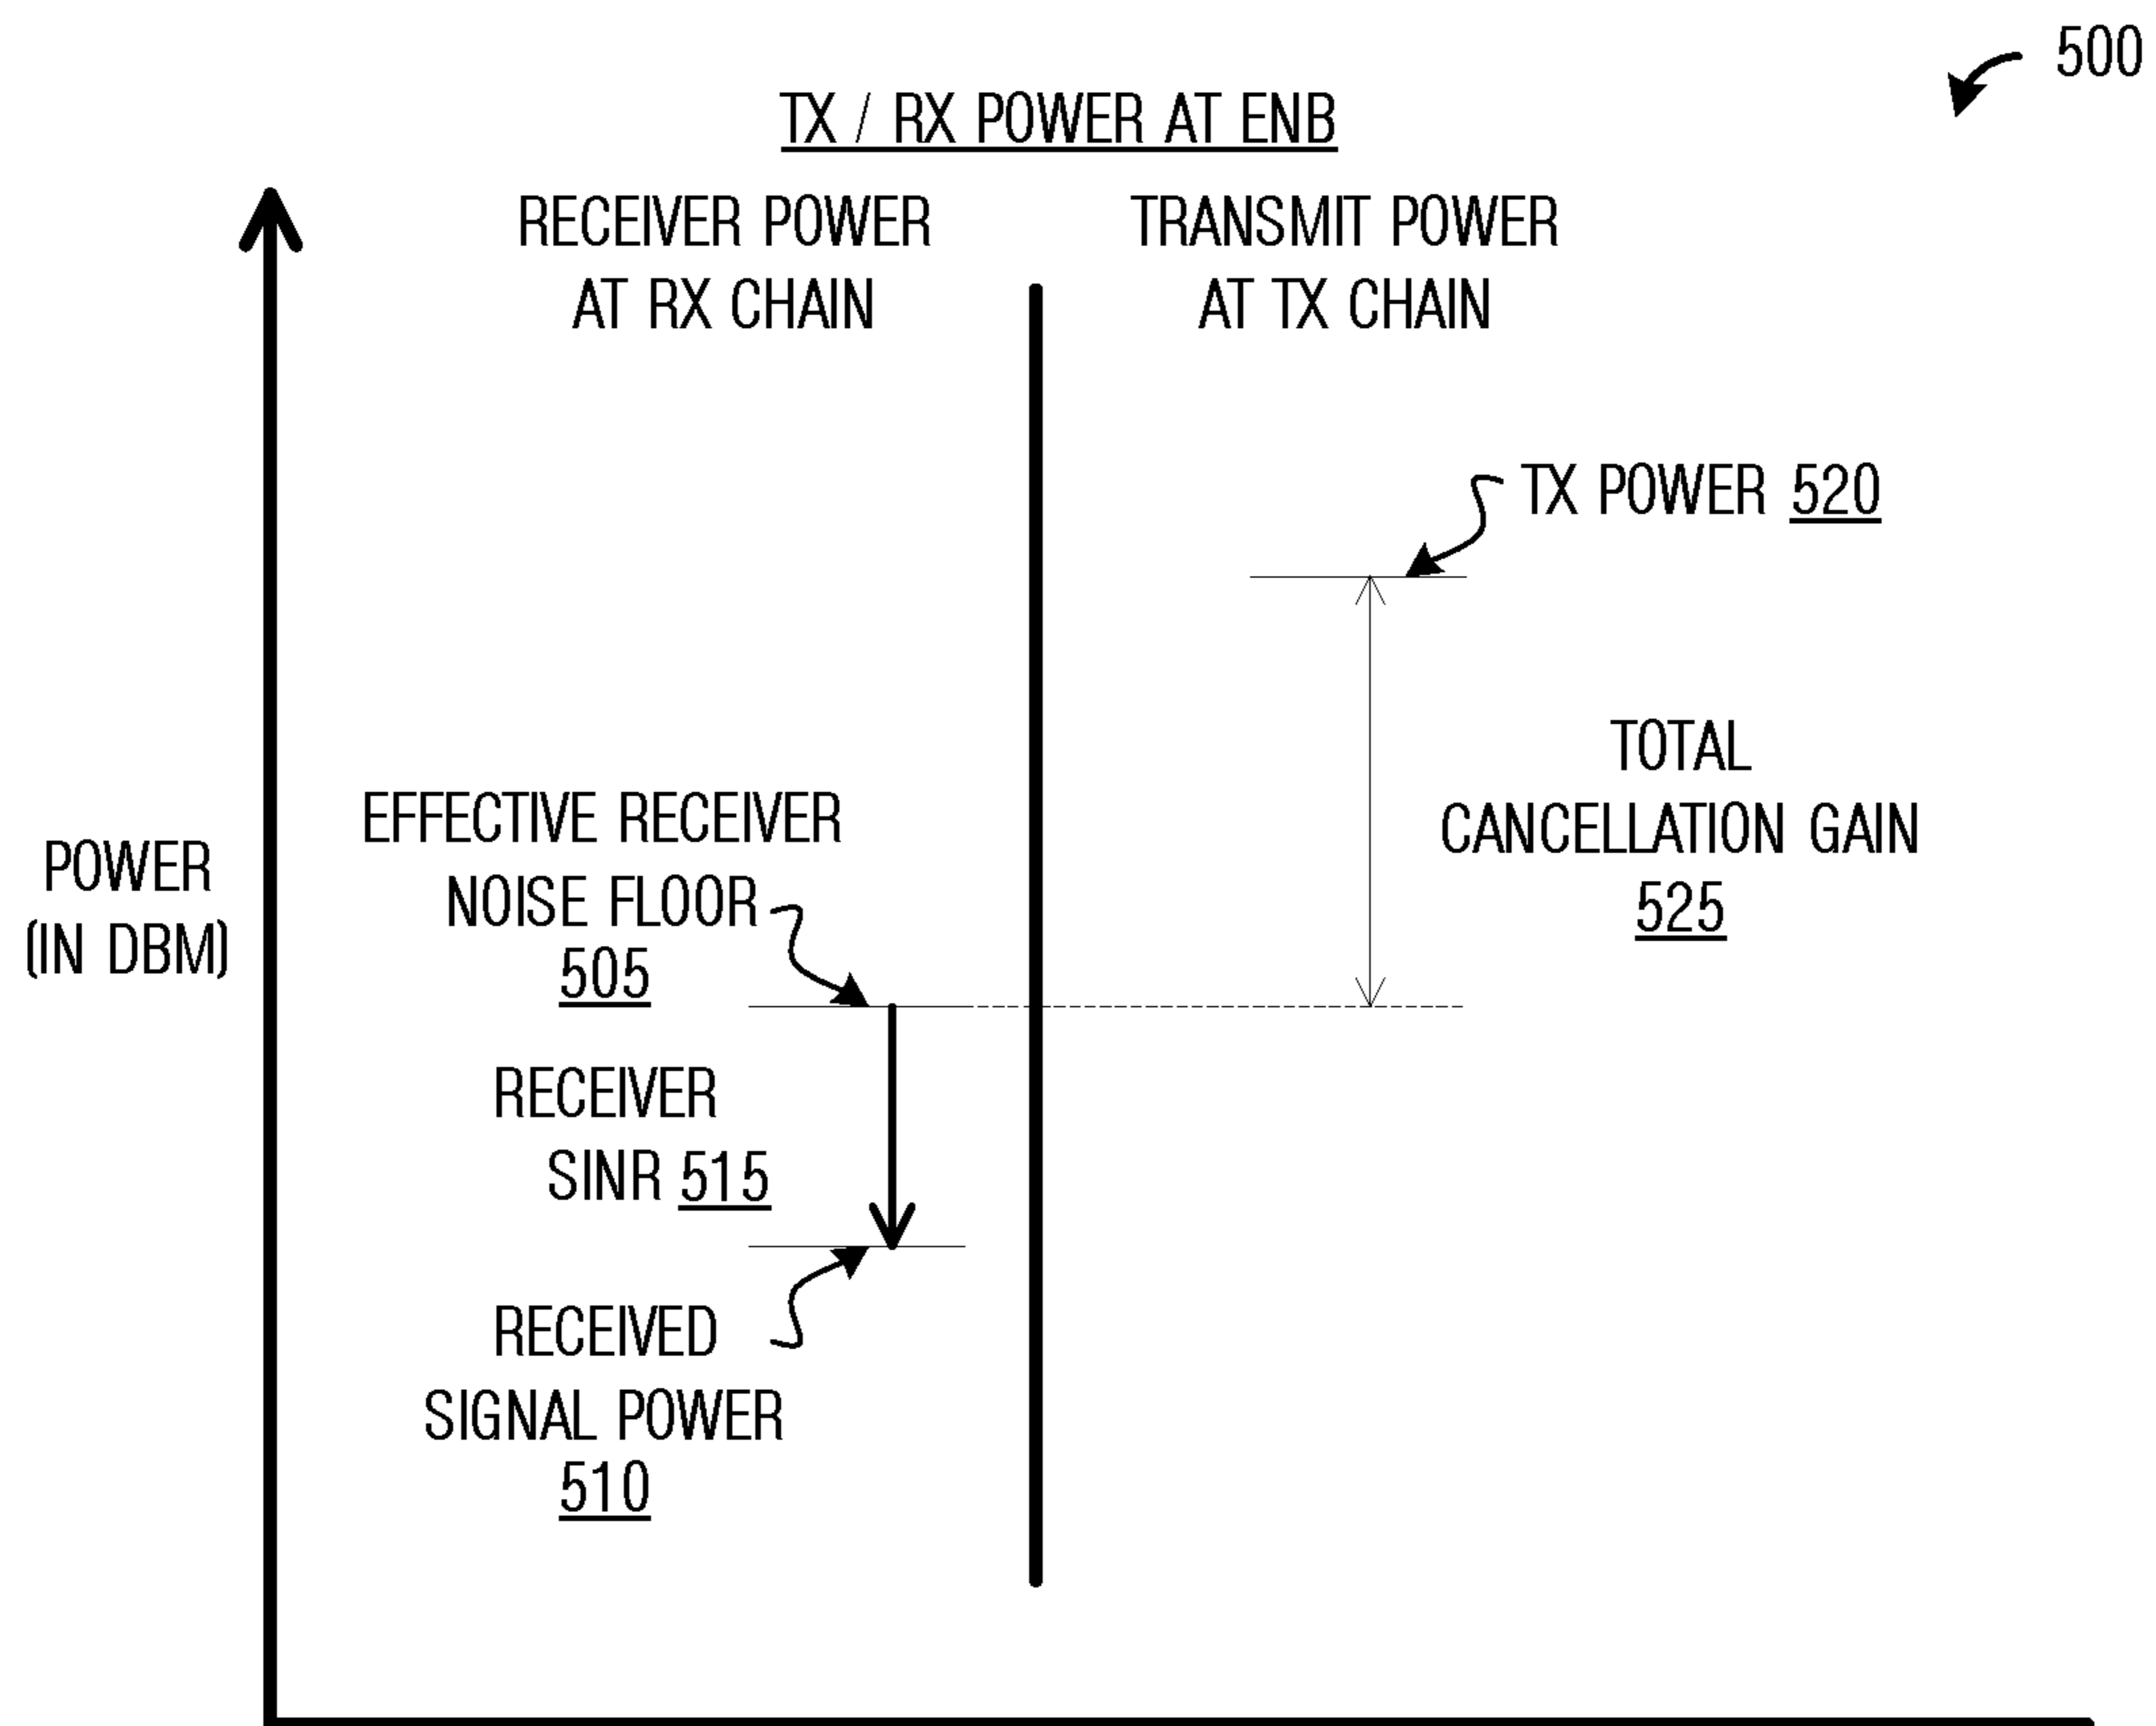 500
TX / RX POWER AT ENB
RECEIVER POWER
AT RX CHAIN
TRANSMIT POWER
AT TX CHAIN
TX POWER 520
TOTAL
CANCELLATION GAIN
525
EFFECTIVE RECEIVER
NOISE FLOOR
505
POWER
(IN DBM)
RECEIVER
SINR 515
RECEIVED
SIGNAL POWER
510